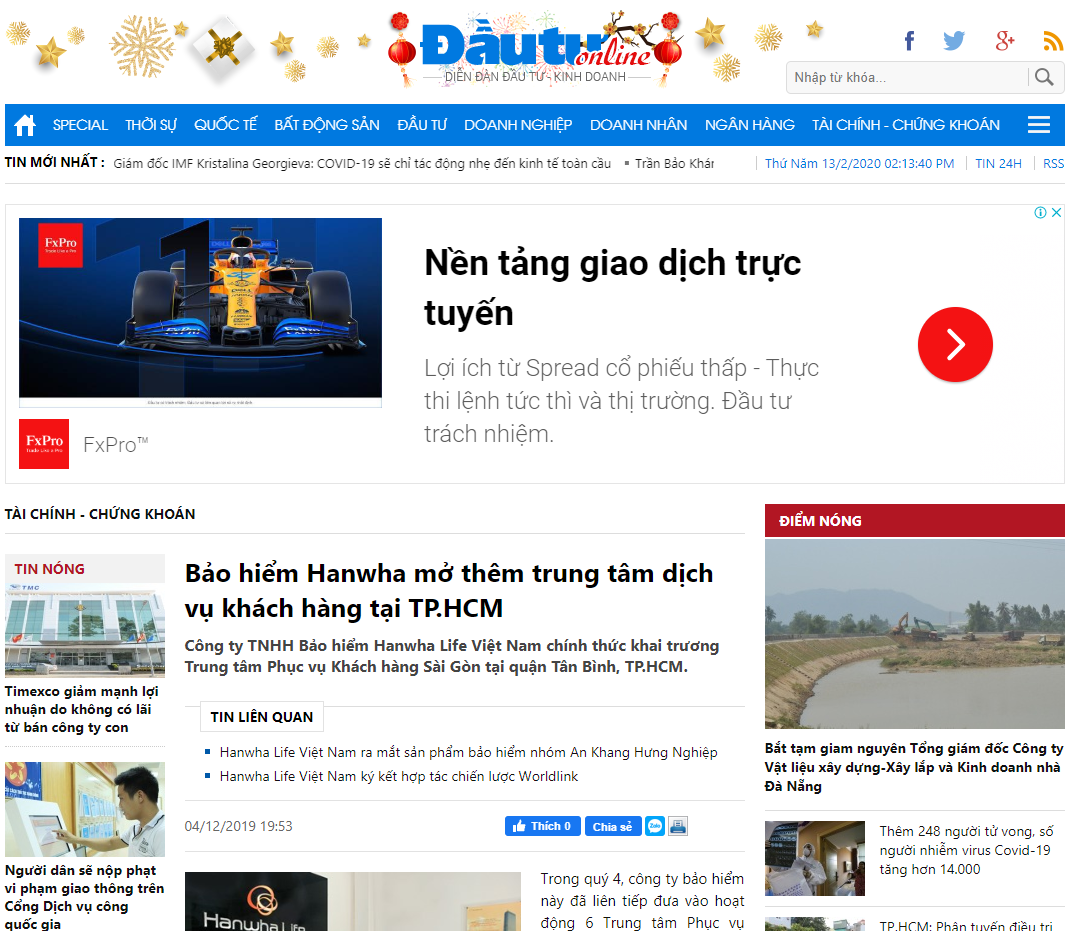 Đầu tư online
DIỄN ĐÀN ĐẦU TƯ - KINH DOANH
Nhập từ khóa...
SPECIAL THỜI SỰ QUỐC TẾ BẤT ĐỘNG SẢN ĐẦU TƯ DOANH NGHIỆP DOANH NHÂN NGÂN HÀNG TÀI CHÍNH - CHỨNG KHOÁN
TIN MỚI NHẤT : Giám đốc IMF Kristalina Georgieva: COVID-19 sẽ chỉ tác động nhẹ đến kinh tế toàn cầu Trần Bảo Khán
Thứ Năm 13/2/2020 02:13:40 PM TIN 24H RSS
FxPro
Trade Like a Pro
Nền tảng giao dịch trực
tuyến
Lợi ích từ Spread cổ phiếu thấp - Thực
thi lệnh tức thì và thị trường. Đầu tư
trách nhiệm.
FxPro
Trade Like a Pro
FxPro™
TÀI CHÍNH - CHỨNG KHOÁN
TIN NÓNG
TMC
Timexco giảm mạnh lợi
nhuận do không có lãi
từ bán công ty con
Người dân sẽ nộp phạt
vi phạm giao thông trên
Cổng Dịch vụ công
quốc gia
Bảo hiểm Hanwha mở thêm trung tâm dịch
vụ khách hàng tại TP.HCM
Công ty TNHH Bảo hiểm Hanwha Life Việt Nam chính thức khai trương
Trung tâm Phục vụ Khách hàng Sài Gòn tại quận Tân Bình, TP.HCM.
TIN LIÊN QUAN
Hanwha Life Việt Nam ra mắt sản phẩm bảo hiểm nhóm An Khang Hưng Nghiệp
Hanwha Life Việt Nam ký kết hợp tác chiến lược Worldlink
04/12/2019 19:53
Thích 0 Chia sẻ Zalo
Hanwha Life
Trong quý 4, công ty bảo hiểm
này đã liên tiếp đưa vào hoạt
động 6 Trung tâm Phục vụ
ĐIỂM NÓNG
Bắt tạm giam nguyên Tổng giám đốc Công ty
Vật liệu xây dựng-Xây lắp và Kinh doanh nhà
Đà Nẵng
Thêm 248 người tử vong, số
người nhiễm virus Covid-19
tăng hơn 14.000
TP.HCM: Phân tuyến điều trị